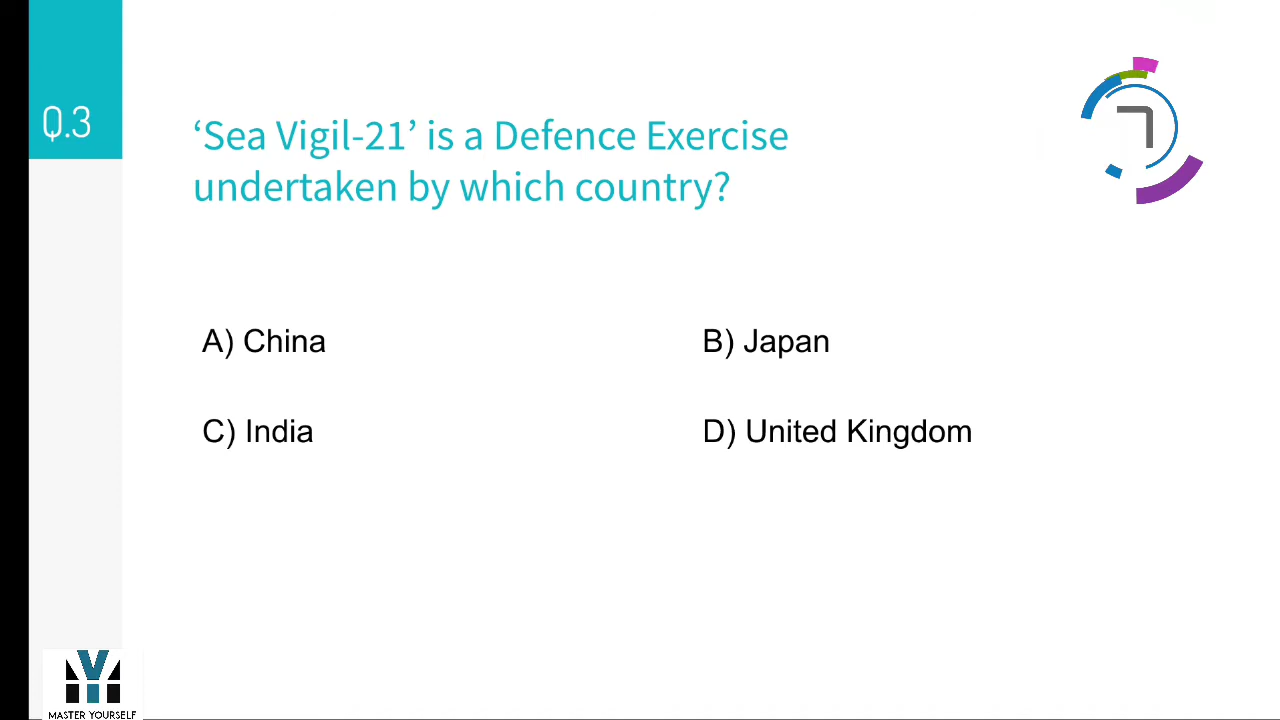 Q.3
‘Sea Vigil-21’ is a Defence Exercise
undertaken by which country?
A) China
B) Japan
C) India
D) United Kingdom
MASTER YOURSELF